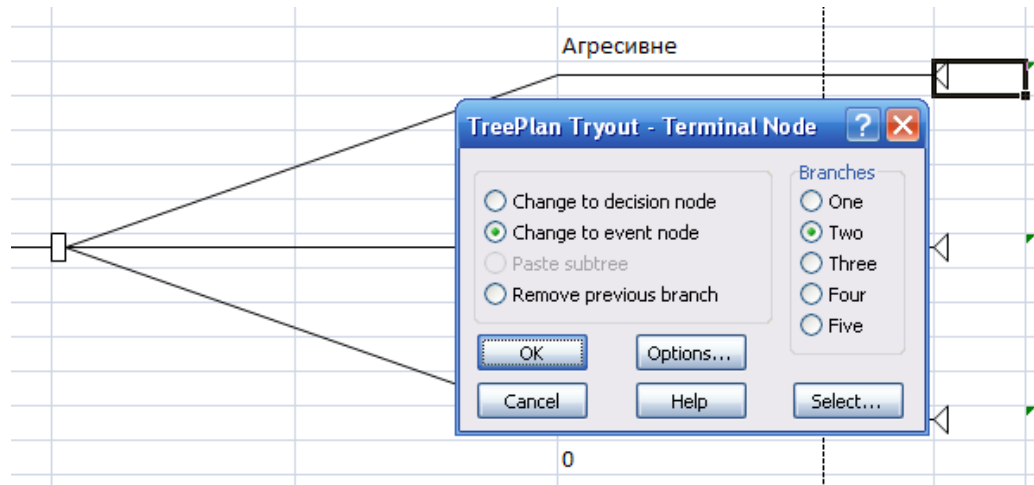 Агресивне
TreePlan Tryout - Terminal Node
Change to decision node
Change to event node
Paste subtree
Remove previous branch
Branches
One
Two
Three
Four
Five
OK
Options...
Cancel
Help
Select...
0